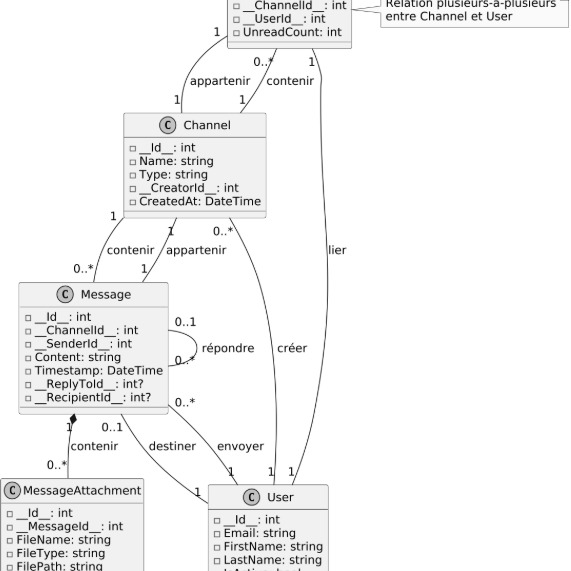 __ChannelId__: int
__UserId__: int
UnreadCount: int
Relation plusieurs-à-plusieurs
entre Channel et User
1
0..*
1
appartenir
contenir
1
1
C Channel
__Id__: int
Name: string
Type: string
__CreatorId__: int
CreatedAt: DateTime
1
1
0..*
contenir
appartenir
lier
0..*
1
C Message
__Id__: int
__ChannelId__: int
__SenderId__: int
Content: string
Timestamp: DateTime
__ReplyToId__: int?
__RecipientId__: int?
0..1
répondre
0..*
créer
0..*
1
0..1
contenir
destiner
envoyer
0..*
1
1
1
1
C MessageAttachment
__Id__: int
__MessageId__: int
FileName: string
FileType: string
FilePath: string
C User
__Id__: int
Email: string
FirstName: string
LastName: string